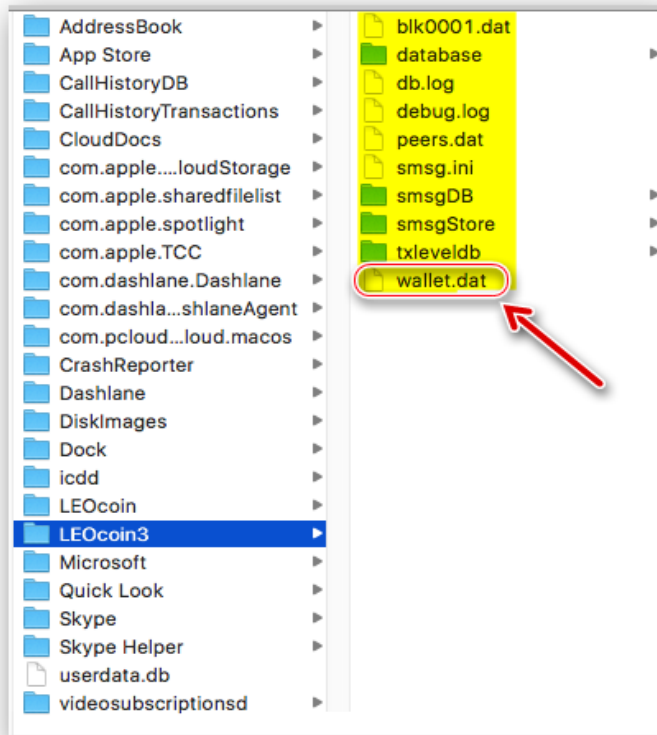 AddressBook
App Store
CallHistoryDB
CallHistoryTransactions
CloudDocs
com.apple....loudStorage
com.apple.sharedfilelist
com.apple.spotlight
com.apple.TCC
com.dashlane.Dashlane
com.dashla...shlaneAgent
com.pcloud...loud.macos
CrashReporter
Dashlane
DiskImages
Dock
icdd
LEOcoin
LEOcoin3
Microsoft
Quick Look
Skype
Skype Helper
userdata.db
videosubscriptionsd
blk0001.dat
database
db.log
debug.log
peers.dat
smsg.ini
smsgDB
smsgStore
txleveldb
wallet.dat